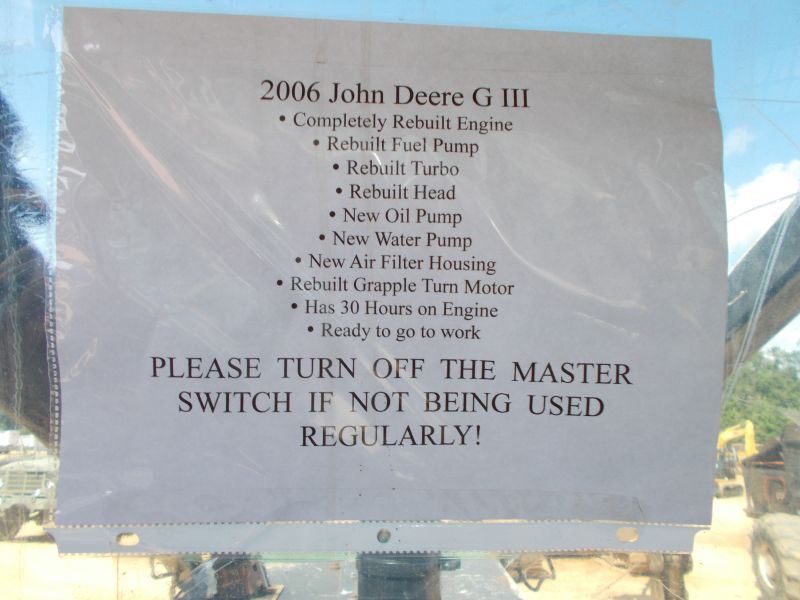 2006 John Deere G III
• Completely Rebuilt Engine
• Rebuilt Fuel Pump
• Rebuilt Turbo
• Rebuilt Head
• New Oil Pump
• New Water Pump
• New Air Filter Housing
• Rebuilt Grapple Turn Motor
• Has 30 Hours on Engine
• Ready to go to work
PLEASE TURN OFF THE MASTER
SWITCH IF NOT BEING USED
REGULARLY!